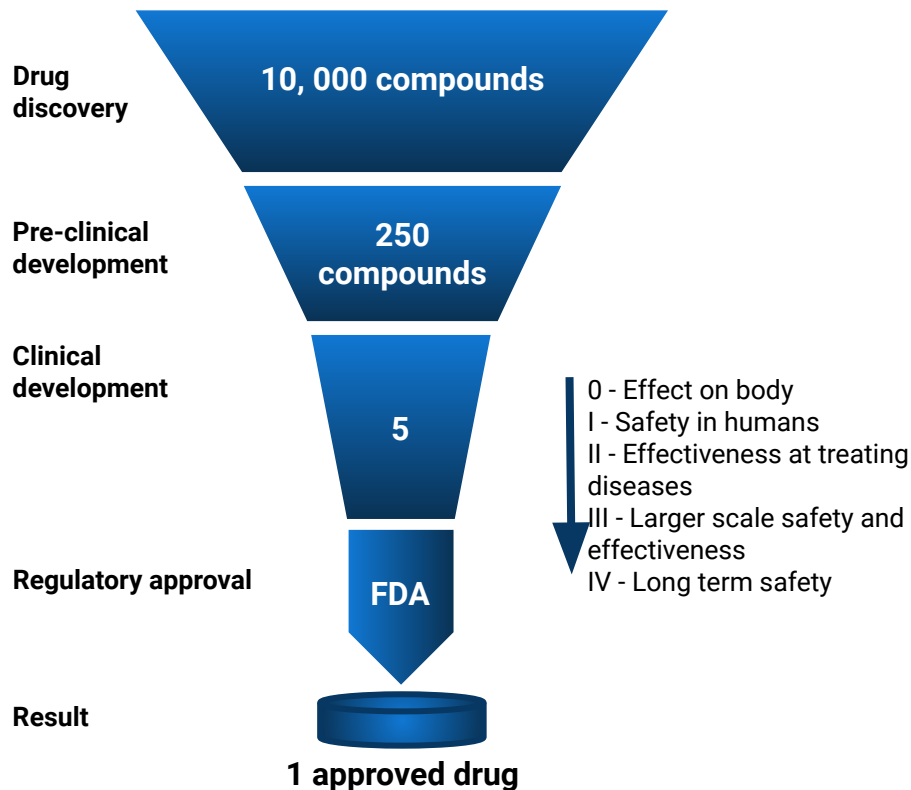 Drug
discovery
10, 000 compounds
Pre-clinical
development
250
compounds
Clinical
development
5
0 - Effect on body
I - Safety in humans
II - Effectiveness at treating
diseases
III - Larger scale safety and
effectiveness
IV - Long term safety
Regulatory approval
FDA
Result
1 approved drug